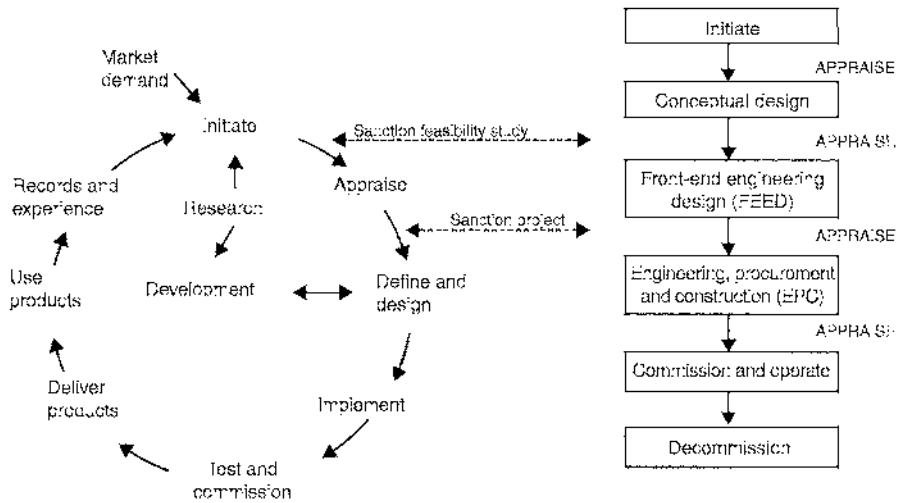 Market
demand
Initiate
Sanction feasibility study
Appraise
Records and
experience
Research
Sanction project
Use
products
Development
Define and
design
Deliver
products
Implement
Test and
commission
Initiate
APPRAISE
Conceptual design
APPRAISE
Front-end engineering
design (FEED)
APPRAISE
Engineering, procurement
and construction (EPC)
APPRAISE
Commission and operate
Decommission